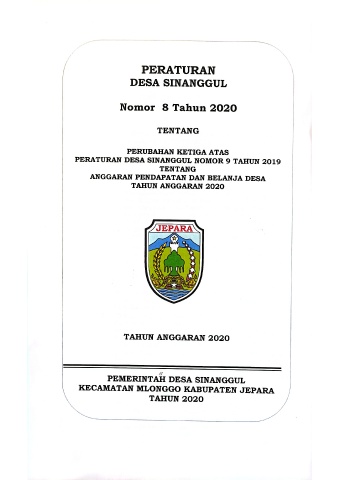 PERATURAN
DESA SINANGGUL
Nomor 8 Tahun 2020
TENTANG
PERUBAHAN KETIGA ATAS
PERATURAN DESA SINANGGUL NOMOR 9 TAHUN 2019
TENTANG
ANGGARAN PENDAPATAN DAN BELANJA DESA
TAHUN ANGGARAN 2020
JEPARA
TAHUN ANGGARAN 2020
PEMERINTAH DESA SINANGGUL
KECAMATAN MLONGGO KABUPATEN JEPARA
TAHUN 2020